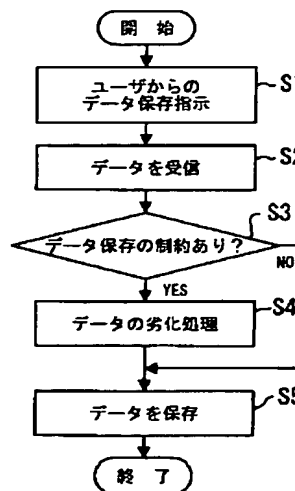 開始
ユーザからの
データ保存指示
S1
データを受信
S2
データ保存の制約あり?
S3
NO
YES
データの劣化処理
S4
データを保存
S5
終了